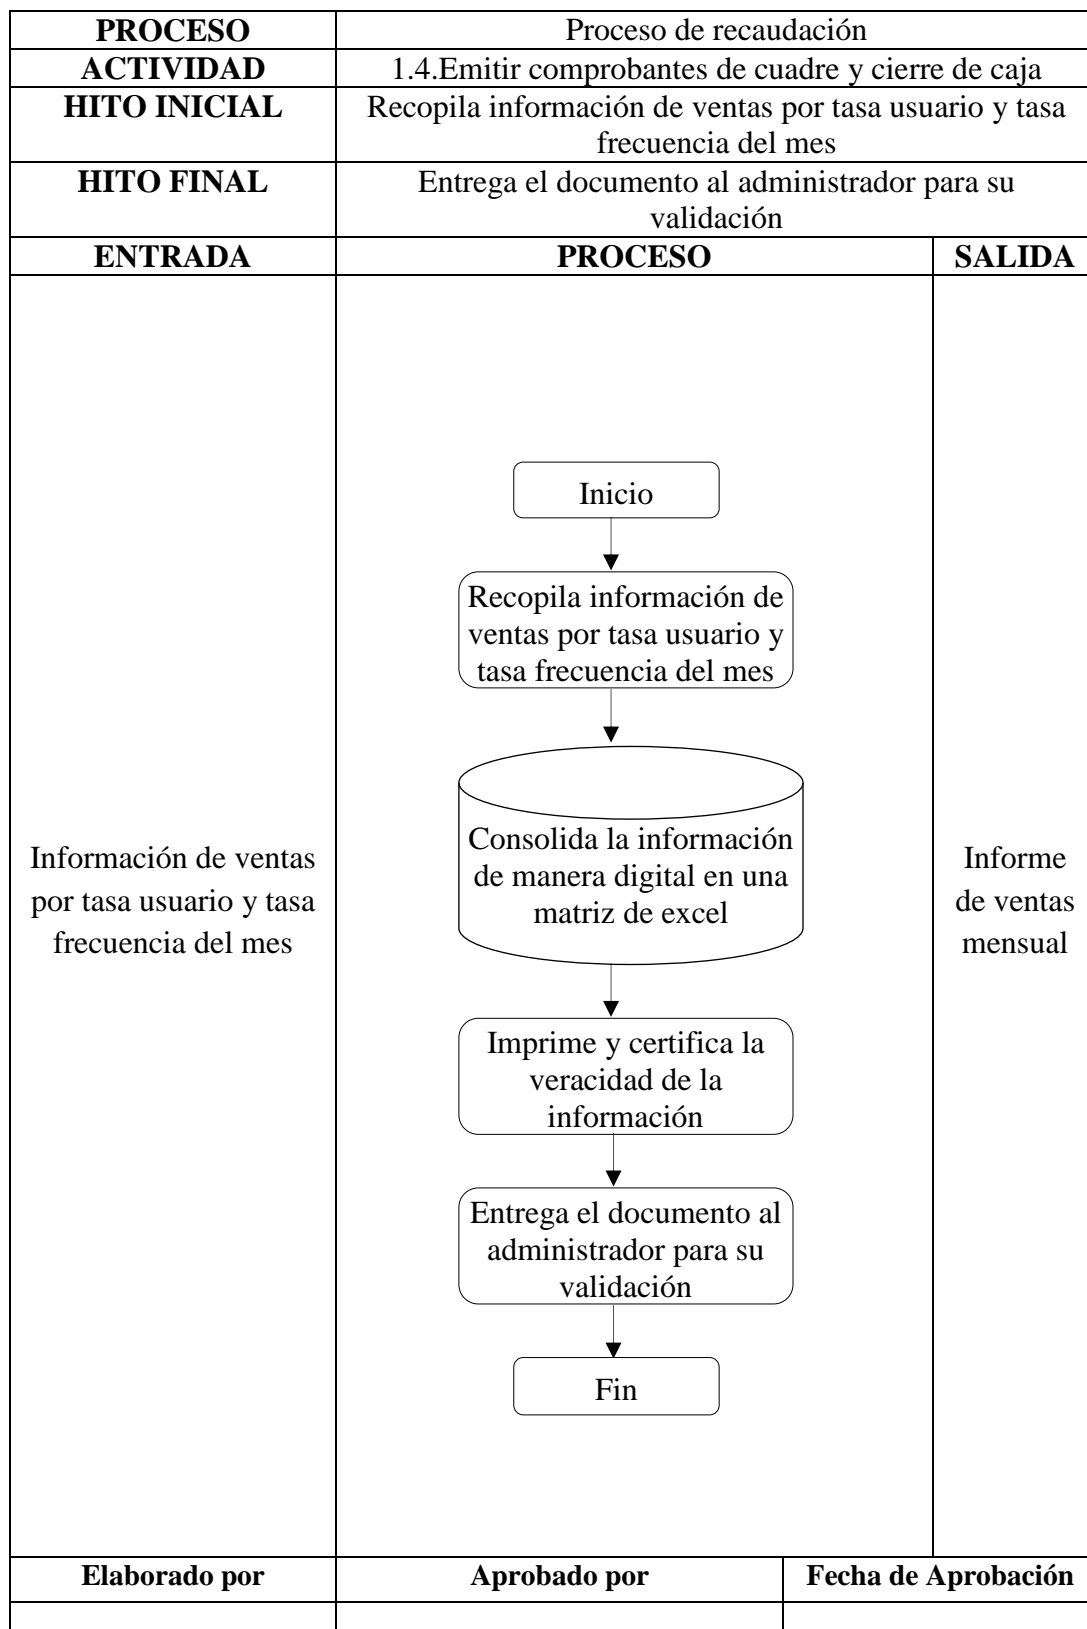 PROCESO
Proceso de recaudación
ACTIVIDAD
1.4.Emitir comprobantes de cuadre y cierre de caja
HITO INICIAL
Recopila información de ventas por tasa usuario y tasa
frecuencia del mes
HITO FINAL
Entrega el documento al administrador para su
validación
ENTRADA
PROCESO
SALIDA
Información de ventas
por tasa usuario y tasa
frecuencia del mes
Inicio
Recopila información de
ventas por tasa usuario y
tasa frecuencia del mes
Consolida la información
de manera digital en una
matriz de excel
Imprime y certifica la
veracidad de la
información
Entrega el documento al
administrador para su
validación
Fin
Informe
de ventas
mensual
Elaborado por
Aprobado por
Fecha de Aprobación